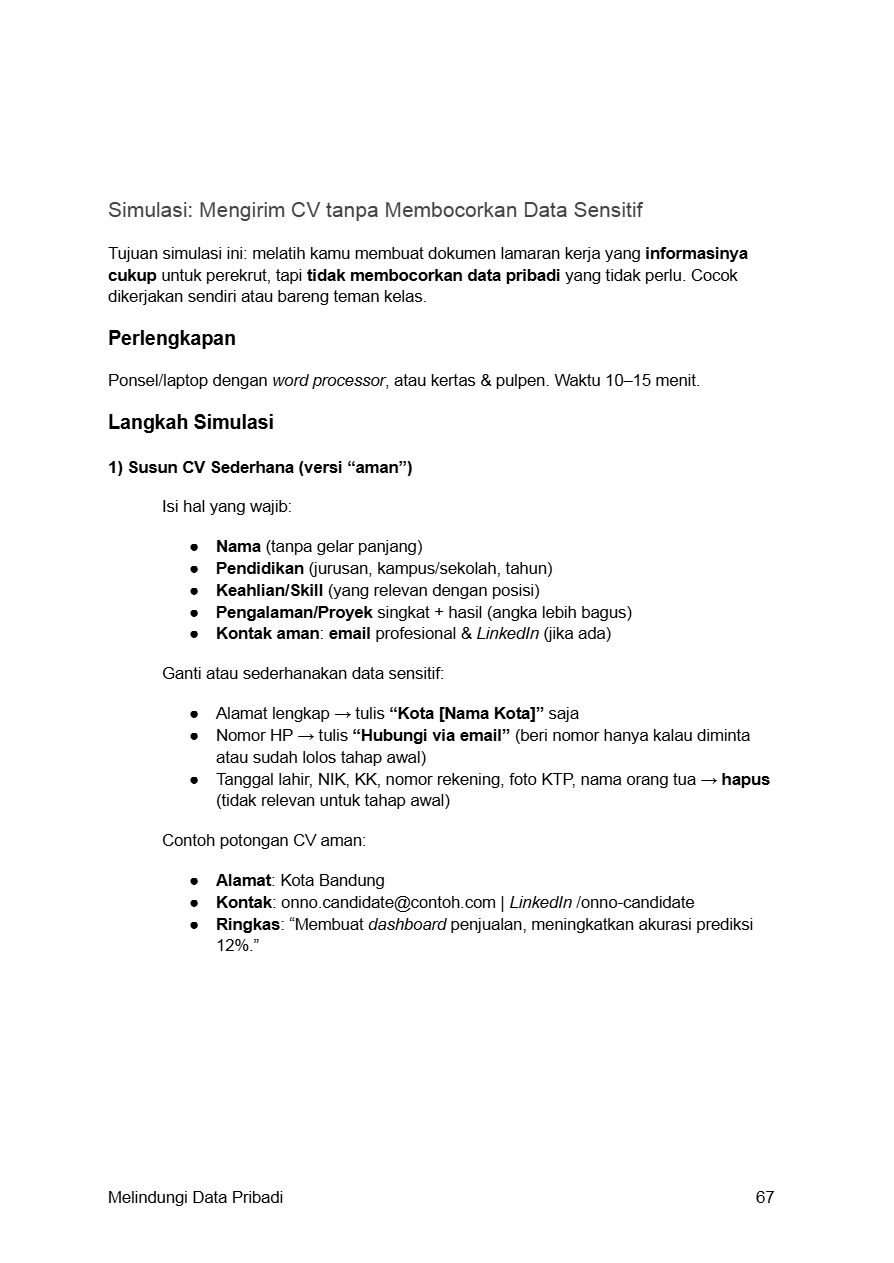 Simulasi: Mengirim CV tanpa Membocorkan Data Sensitif
Tujuan simulasi ini: melatih kamu membuat dokumen lamaran kerja yang informasinya
cukup untuk perekrut, tapi tidak membocorkan data pribadi yang tidak perlu. Cocok
dikerjakan sendiri atau bareng teman kelas.
Perlengkapan
Ponsel/laptop dengan word processor, atau kertas & pulpen. Waktu 10–15 menit.
Langkah Simulasi
1) Susun CV Sederhana (versi “aman”)
Isi hal yang wajib:
● Nama (tanpa gelar panjang)
● Pendidikan (jurusan, kampus/sekolah, tahun)
● Keahlian/Skill (yang relevan dengan posisi)
● Pengalaman/Proyek singkat + hasil (angka lebih bagus)
● Kontak aman: email profesional & LinkedIn (jika ada)
Ganti atau sederhanakan data sensitif:
● Alamat lengkap → tulis “Kota [Nama Kota]” saja
● Nomor HP → tulis “Hubungi via email” (beri nomor hanya kalau diminta
atau sudah lolos tahap awal)
● Tanggal lahir, NIK, KK, nomor rekening, foto KTP, nama orang tua → hapus
(tidak relevan untuk tahap awal)
Contoh potongan CV aman:
● Alamat: Kota Bandung
● Kontak: onno.candidate@contoh.com | LinkedIn /onno-candidate
● Ringkas: “Membuat dashboard penjualan, meningkatkan akurasi prediksi
12%.”
Melindungi Data Pribadi 67